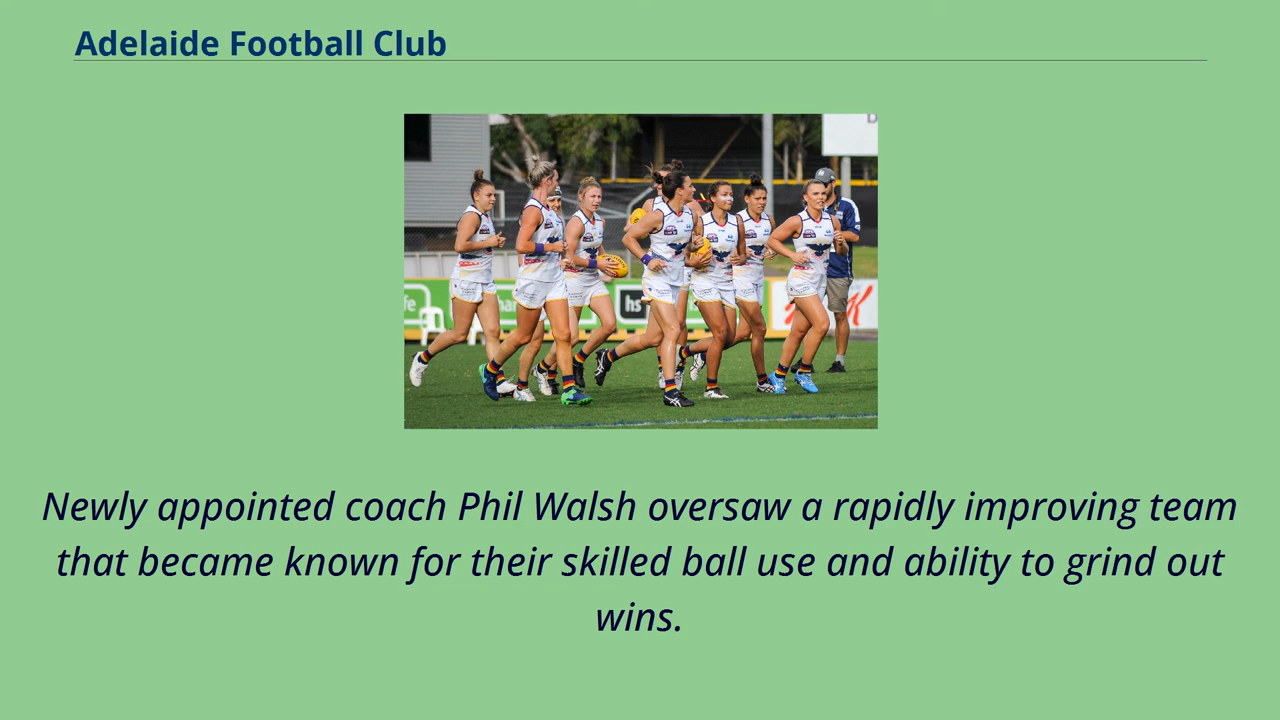 Adelaide Football Club
hs
Newly appointed coach Phil Walsh oversaw a rapidly improving team
that became known for their skilled ball use and ability to grind out
wins.